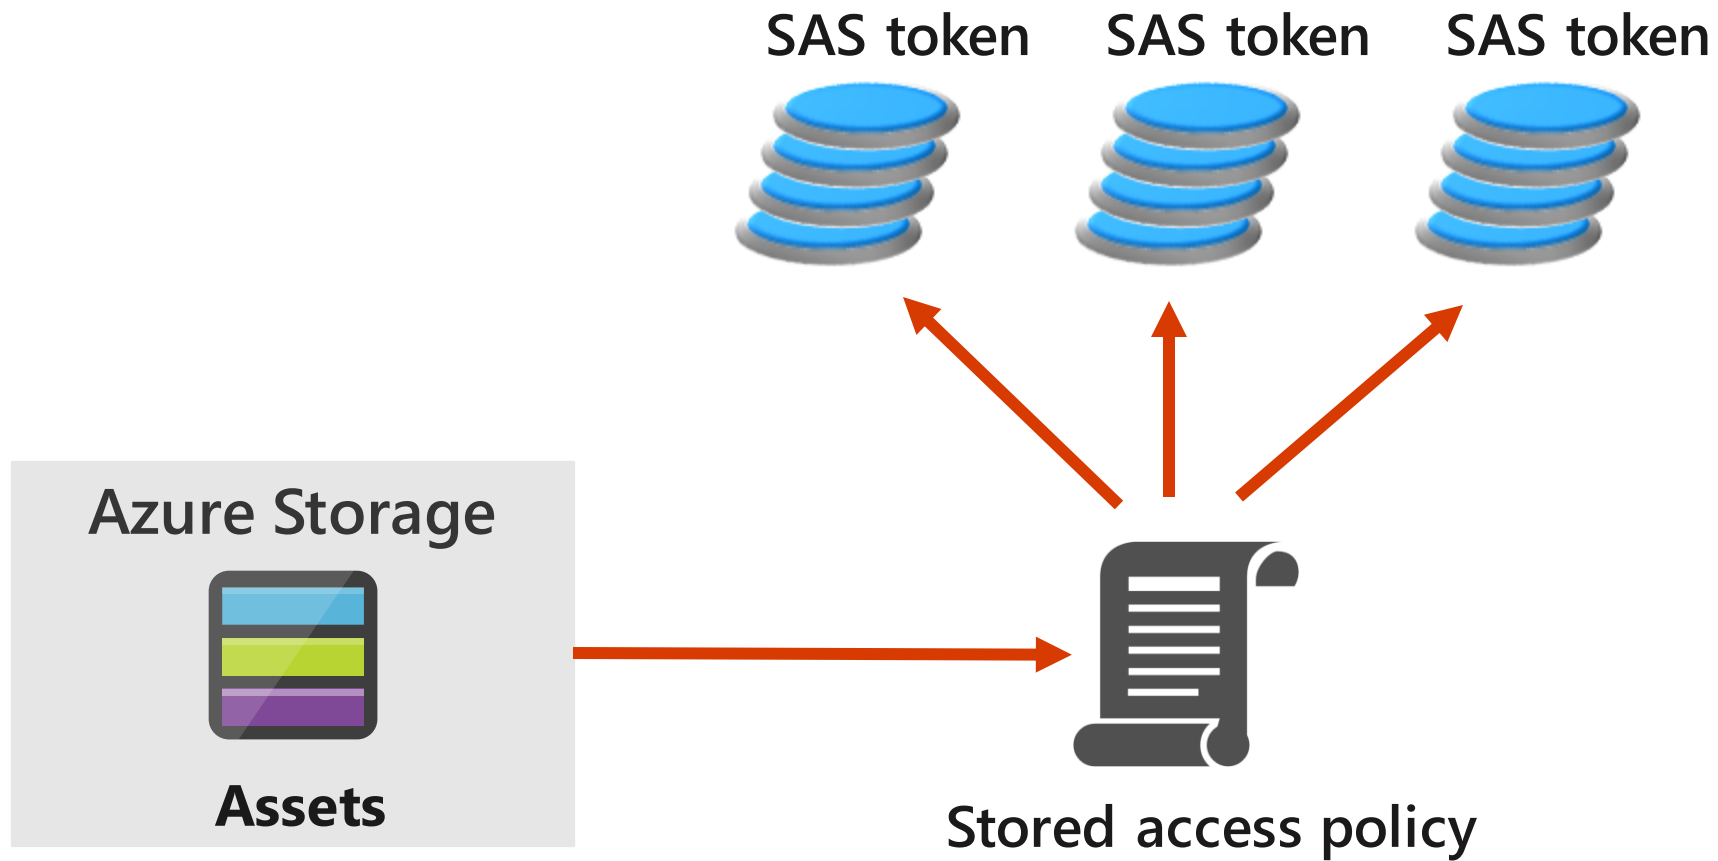 SAS token
SAS token
SAS token
Azure Storage
Assets
Stored access policy